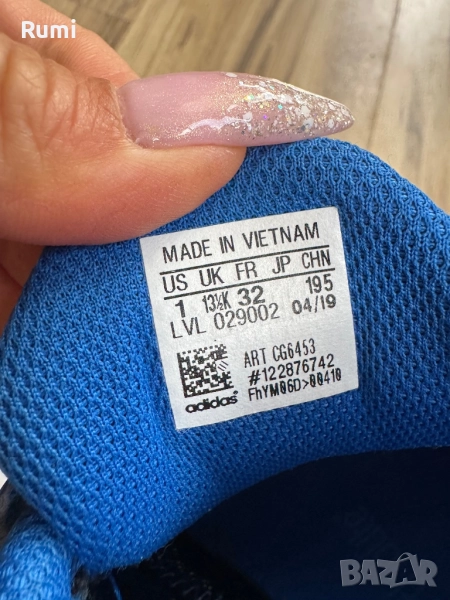 Rumi
MADE IN VIETNAM
US UK FR JP CHN
1 13½K 32 195
LVL 029002 04/19
ART CG6453
#122876742
FhYM06D>00410
adidas
BAZAR